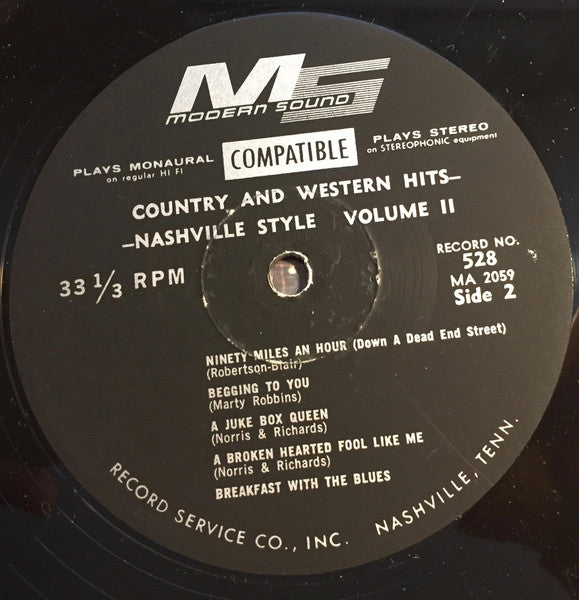 MS
MODERN SOUND
PLAYS MONAURAL
on regular HI FI
COMPATIBLE
PLAYS STEREO
on STEREOPHONIC equipment
COUNTRY AND WESTERN HITS—
—NASHVILLE STYLE VOLUME II
33 1/3 RPM
RECORD NO.
528
MA 2059
Side 2
NINETY MILES AN HOUR (Down A Dead End Street)
(Robertson-Blair)
BEGGING TO YOU
(Marty Robbins)
A JUKE BOX QUEEN
(Norris & Richards)
A BROKEN HEARTED FOOL LIKE ME
(Norris & Richards)
BREAKFAST WITH THE BLUES
RECORD SERVICE CO., INC. NASHVILLE, TENN.